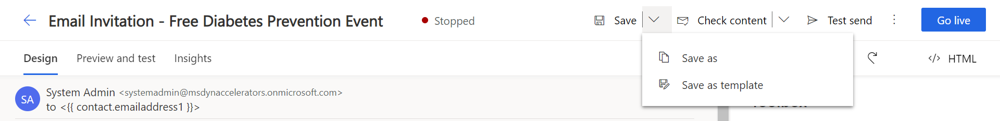 Email Invitation - Free Diabetes Prevention Event
Stopped
Save
Check content
Test send
Go live
Design
Preview and test
Insights
Save as
Save as template
</> HTML
SA
System Admin <systemadmin@msdynaccelerators.onmicrosoft.com>
to <{{ contact.emailaddress1 }}>